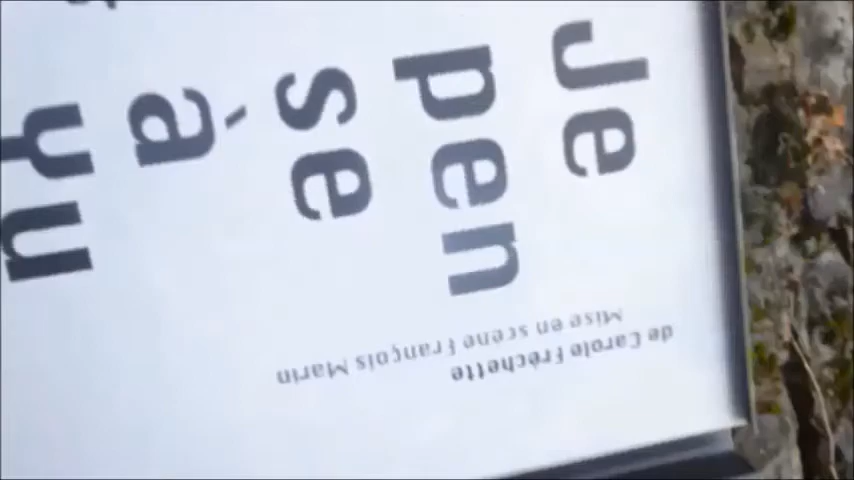 Je
pen
se
à
Yu
de Carole Fréchette
Mise en scène François Marin